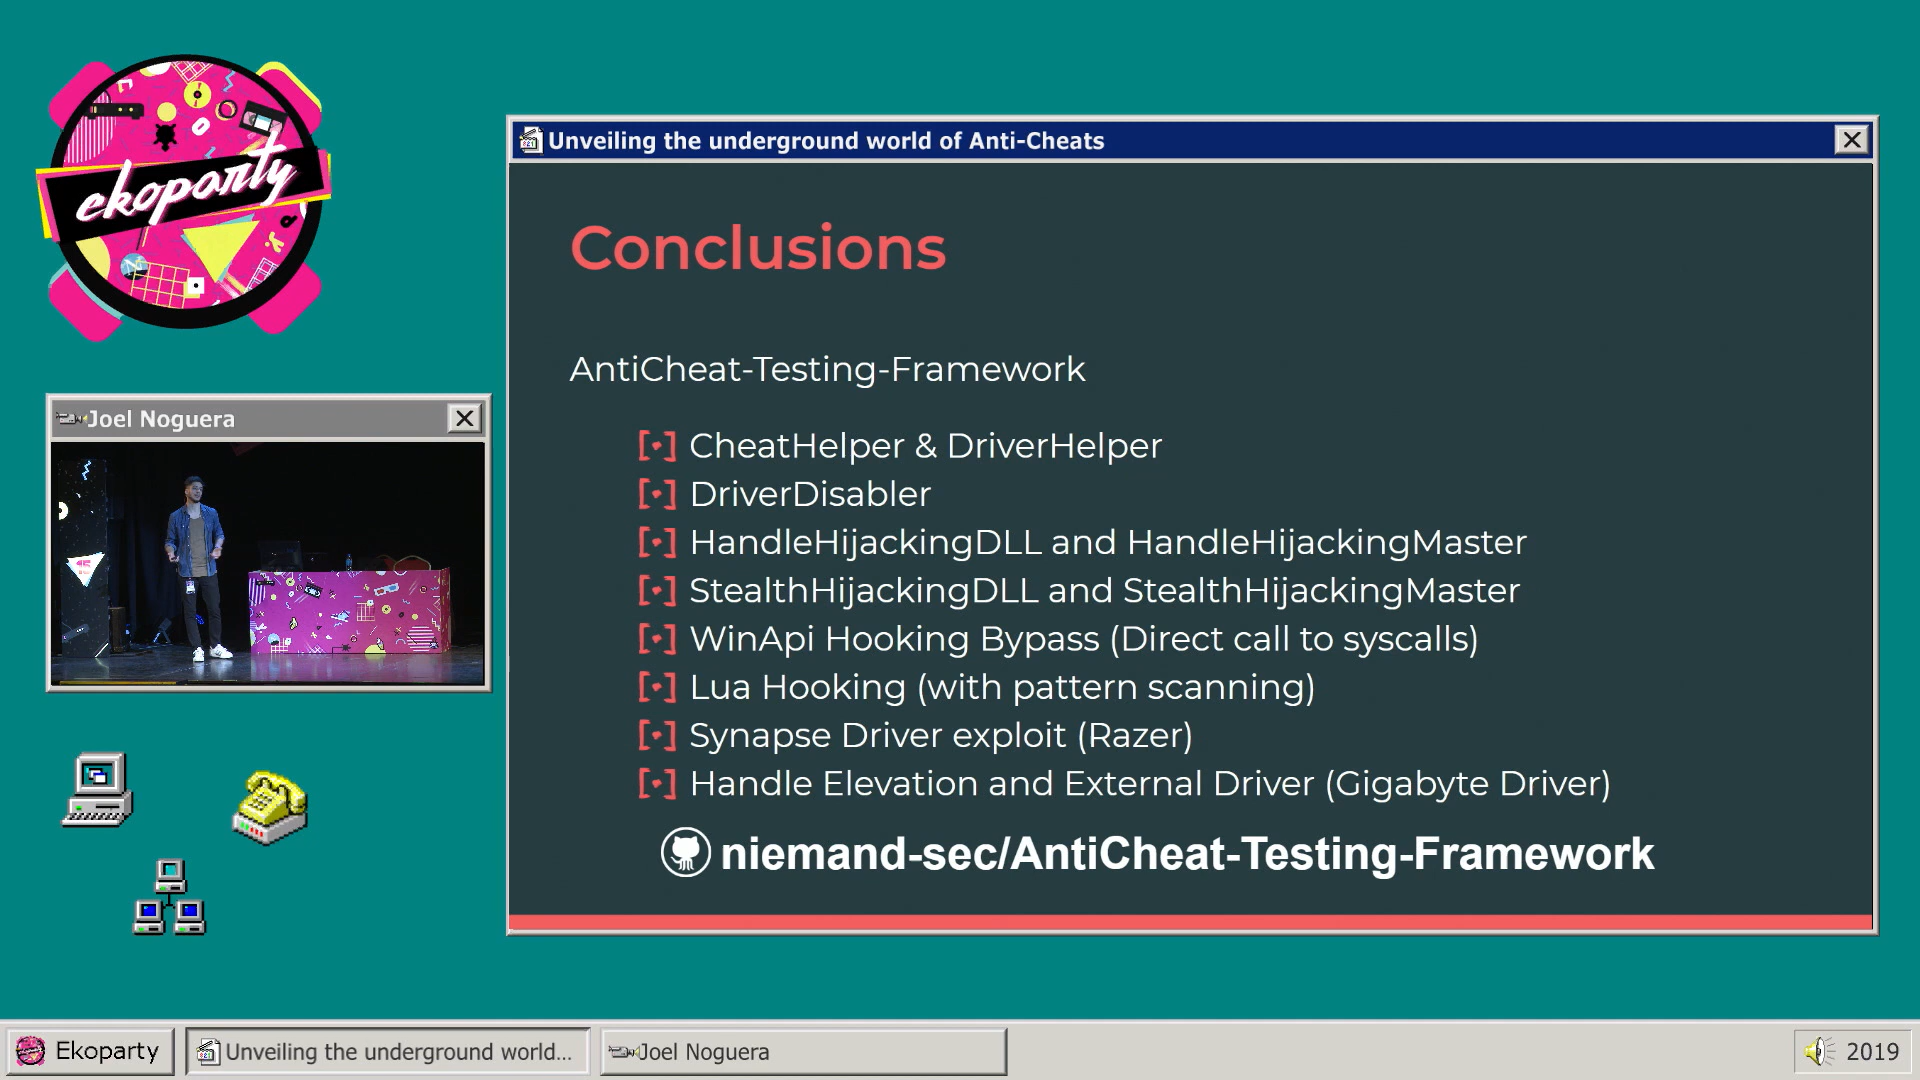 ekoparty
Unveiling the underground world of Anti-Cheats
Conclusions
AntiCheat-Testing-Framework
[•] CheatHelper & DriverHelper
[•] DriverDisabler
[•] HandleHijackingDLL and HandleHijackingMaster
[•] StealthHijackingDLL and StealthHijackingMaster
[•] WinApi Hooking Bypass (Direct call to syscalls)
[•] Lua Hooking (with pattern scanning)
[•] Synapse Driver exploit (Razer)
[•] Handle Elevation and External Driver (Gigabyte Driver)
niemand-sec/AntiCheat-Testing-Framework
Joel Noguera
Ekoparty
Unveiling the underground world...
Joel Noguera
2019